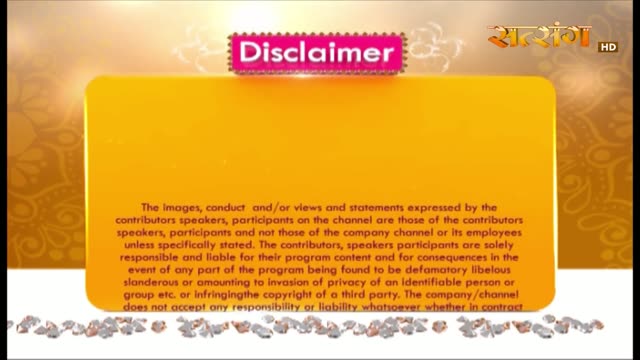 सत्संग
HD
Disclaimer
The images, conduct and/or views and statements expressed by the
contributors speakers, participants on the channel are those of the contributors
speakers, participants and not those of the company channel or its employees
unless specifically stated. The contributors, speakers participants are solely
responsible and liable for their program content and for consequences in the
event of any part of the program being found to be defamatory libelous
slanderous or amounting to invasion of privacy of an identifiable person or
group etc. or infringingthe copyright of a third party. The company/channel
does not accept any responsibility or liability whatsoever whether in contract